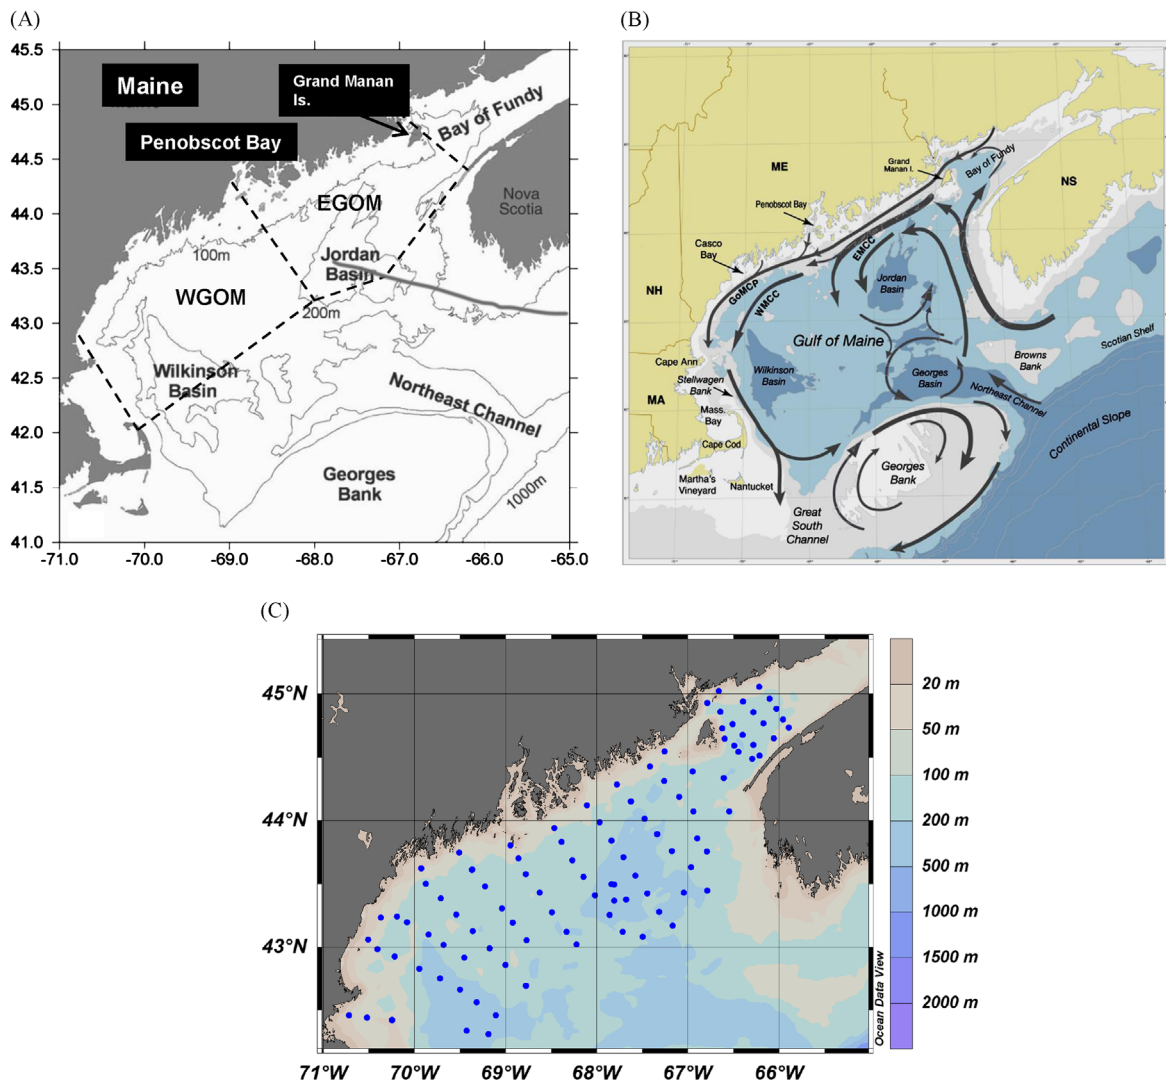 (A)
45.5
45.0
44.5
44.0
43.5
43.0
42.5
42.0
41.5
41.0
-71.0
-70.0
-69.0
-68.0
-67.0
-66.0
-65.0
Maine
Grand Manan
Is.
Penobscot Bay
Bay of Fundy
Nova
Scotia
EGOM
100m
Jordan
Basin
WGOM
200m
Wilkinson
Basin
Northeast Channel
Georges
Bank
1000m
(B)
ME
NS
NH
MA
Grand
Manan I.
Bay of Fundy
Penobscot Bay
Casco
Bay
EMCC
GoMCP
WMCC
Jordan
Basin
Gulf of Maine
Scotian Shelf
Browns
Bank
Cape Ann
Stellwagen
Bank
Wilkinson
Basin
Georges
Basin
Northeast Channel
Mass.
Bay
Continental Slope
Cape Cod
Georges
Bank
Martha's
Vineyard
Nantucket
Great
South
Channel
(C)
45°N
44°N
43°N
71°W
70°W
69°W
68°W
67°W
66°W
Ocean Data View
20 m
50 m
100 m
200 m
500 m
1000 m
1500 m
2000 m